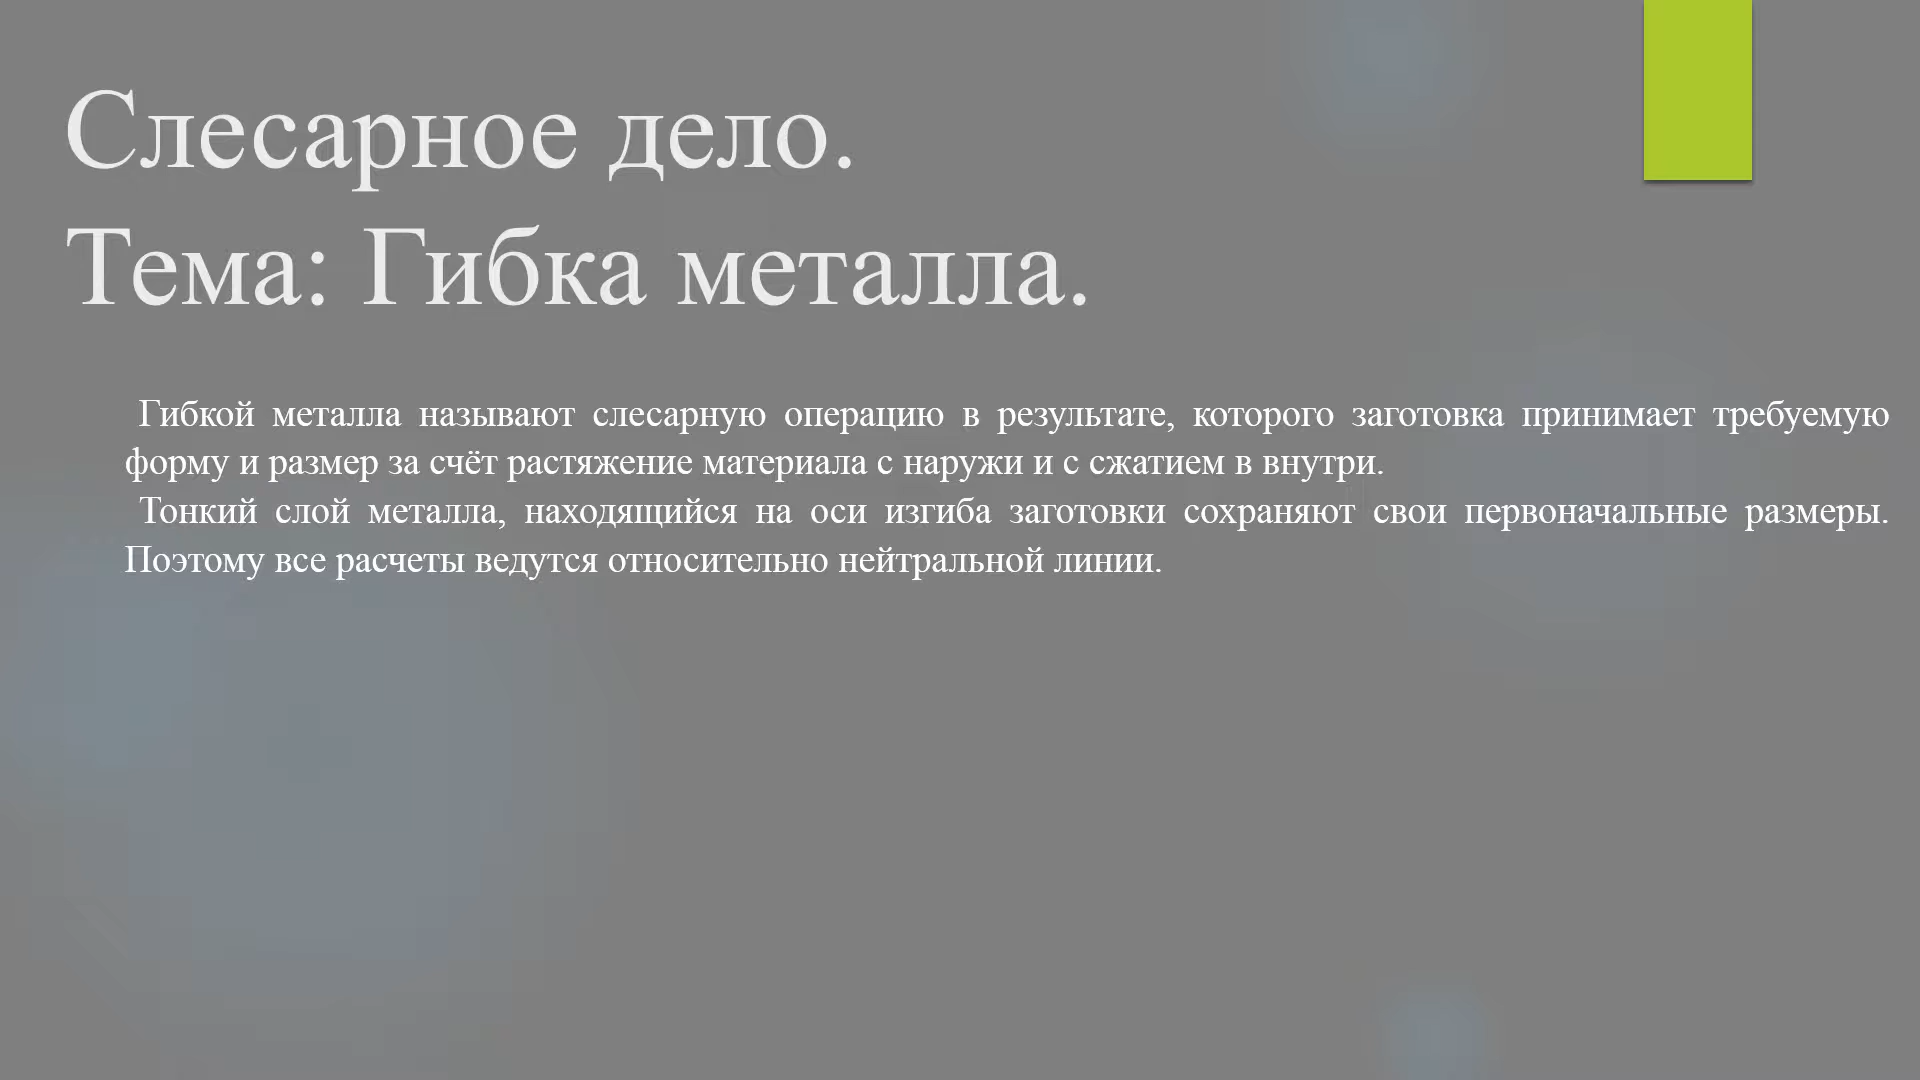 Слесарное дело.
Тема: Гибка металла.
Гибкой металла называют слесарную операцию в результате, которого заготовка принимает требуемую
форму и размер за счёт растяжение материала с наружи и с сжатием в внутри.
Тонкий слой металла, находящийся на оси изгиба заготовки сохраняют свои первоначальные размеры.
Поэтому все расчеты ведутся относительно нейтральной линии.